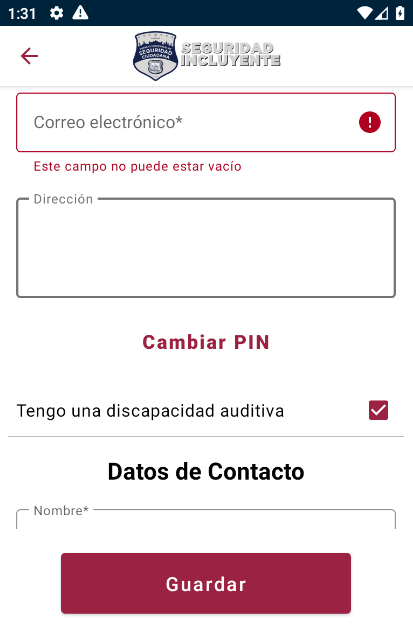 1:31
SEGURIDAD
CIUDADANA
SEGURIDAD
INCLUYENTE
Correo electrónico*
Este campo no puede estar vacío
Dirección
Cambiar PIN
Tengo una discapacidad auditiva
Datos de Contacto
Nombre*
Guardar